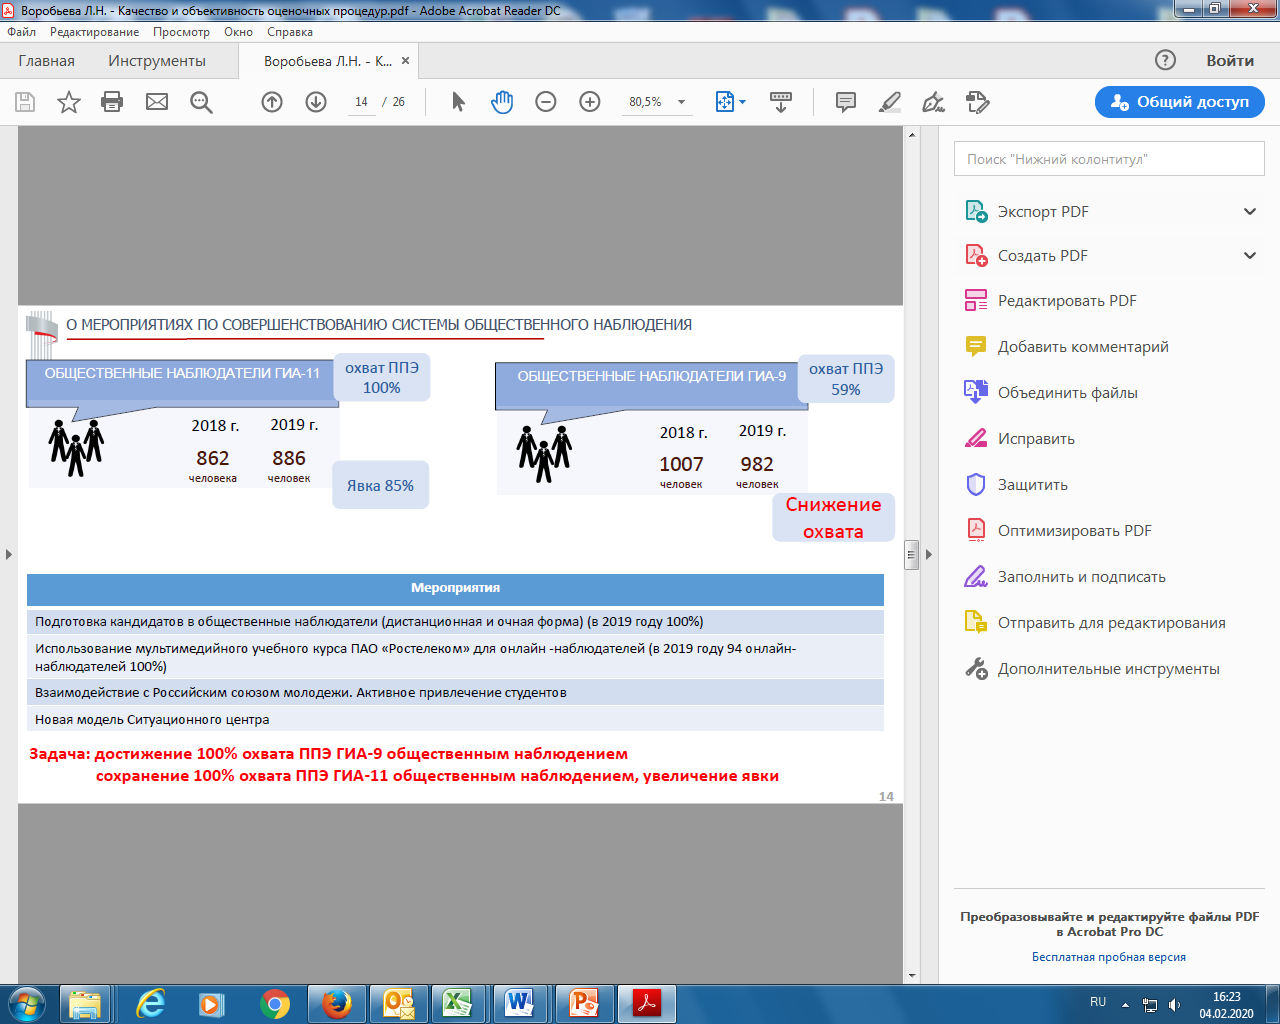 Воробьева Л.Н. - Качество и объективность оценочных процедур.pdf - Adobe Acrobat Reader DC
Файл Редактирование Просмотр Окно Справка
Главная Инструменты Воробьева Л.Н. - К... × ? Войти
14 / 26 80,5% Общий доступ
О МЕРОПРИЯТИЯХ ПО СОВЕРШЕНСТВОВАНИЮ СИСТЕМЫ ОБЩЕСТВЕННОГО НАБЛЮДЕНИЯ
ОБЩЕСТВЕННЫЕ НАБЛЮДАТЕЛИ ГИА-11
охват ППЭ
100%
2018 г. 2019 г.
862 886
человека человек
Явка 85%
ОБЩЕСТВЕННЫЕ НАБЛЮДАТЕЛИ ГИА-9
охват ППЭ
59%
2018 г. 2019 г.
1007 982
человек человек
Снижение
охвата
Мероприятия
Подготовка кандидатов в общественные наблюдатели (дистанционная и очная форма) (в 2019 году 100%)
Использование мультимедийного учебного курса ПАО «Ростелеком» для онлайн -наблюдателей (в 2019 году 94 онлайн-
наблюдателей 100%)
Взаимодействие с Российским союзом молодежи. Активное привлечение студентов
Новая модель Ситуационного центра
Задача: достижение 100% охвата ППЭ ГИА-9 общественным наблюдением
сохранение 100% охвата ППЭ ГИА-11 общественным наблюдением, увеличение явки
14
Поиск "Нижний колонтитул"
Экспорт PDF
Создать PDF
Редактировать PDF
Добавить комментарий
Объединить файлы
Исправить
Защитить
Оптимизировать PDF
Заполнить и подписать
Отправить для редактирования
Дополнительные инструменты
Преобразовывайте и редактируйте файлы PDF
в Acrobat Pro DC
Бесплатная пробная версия
RU 16:23
04.02.2020